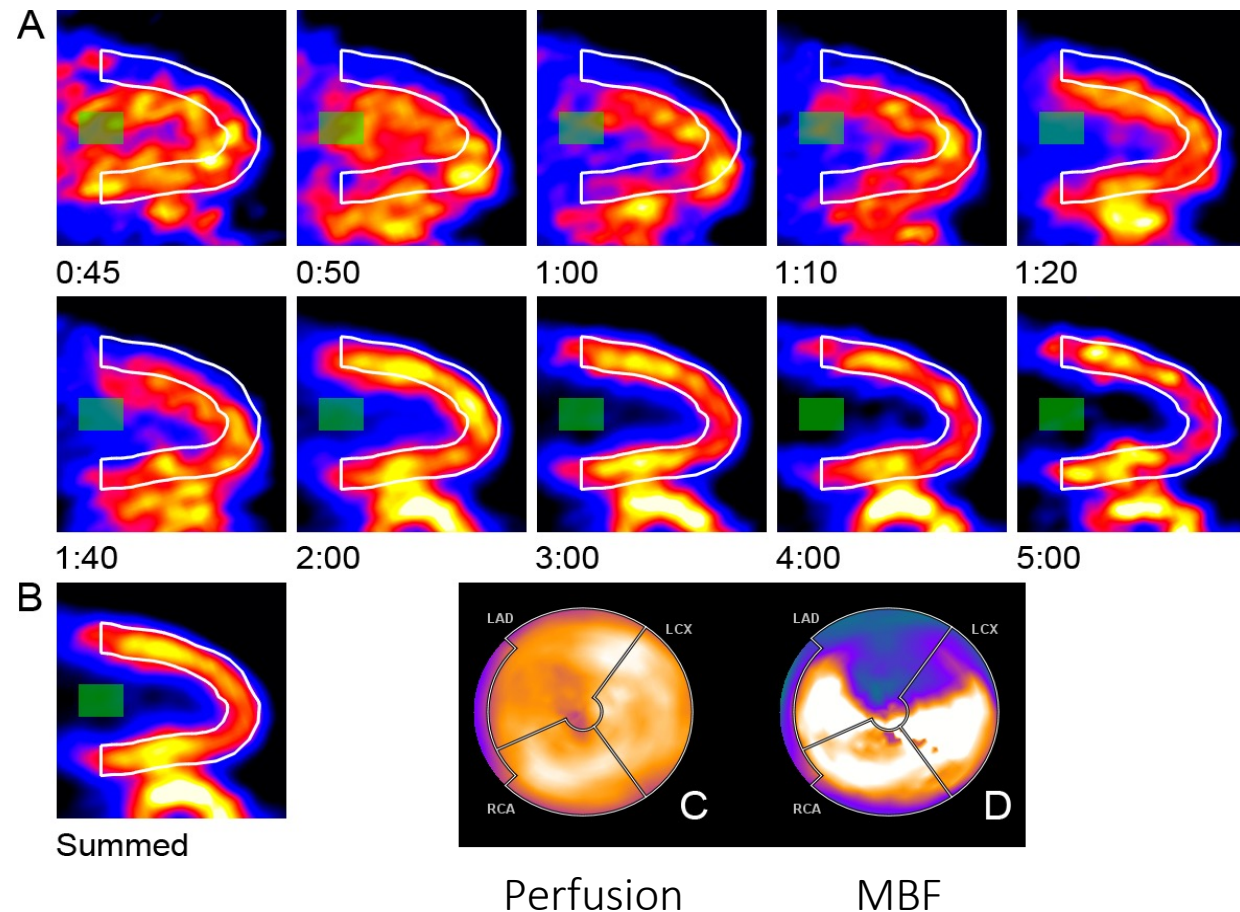 A
0:45 0:50 1:00 1:10 1:20
1:40 2:00 3:00 4:00 5:00
B
Summed
LAD LCX
RCA C
LAD LCX
RCA D
Perfusion MBF